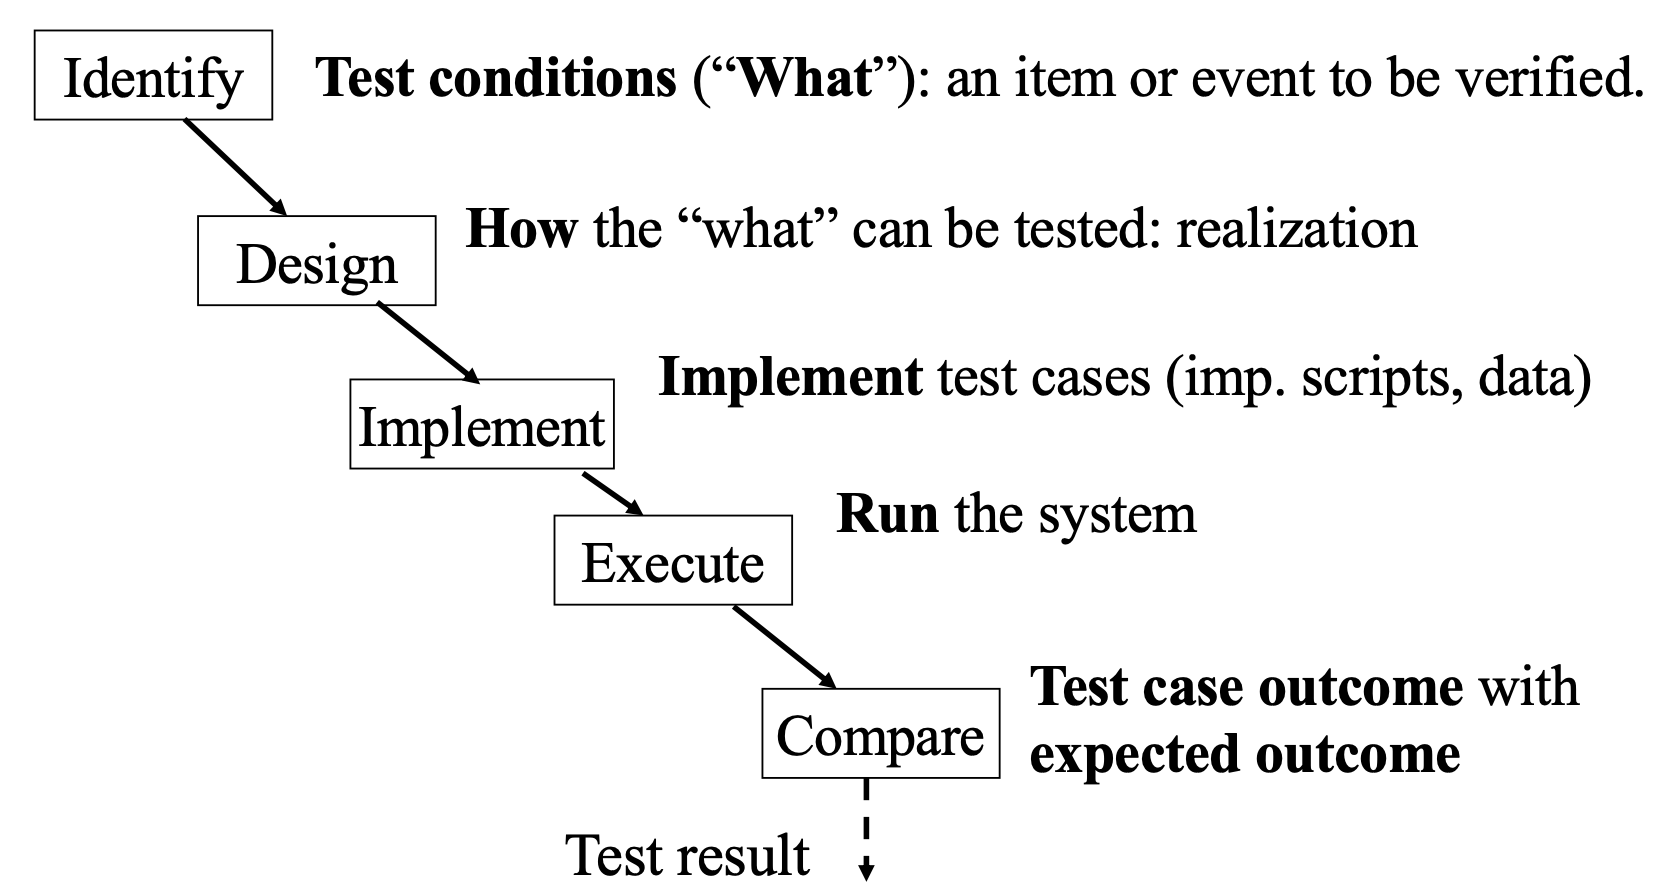 Identify
Test conditions (“What”): an item or event to be verified.
Design
How the “what” can be tested: realization
Implement
Implement test cases (imp. scripts, data)
Execute
Run the system
Compare
Test case outcome with
expected outcome
Test result